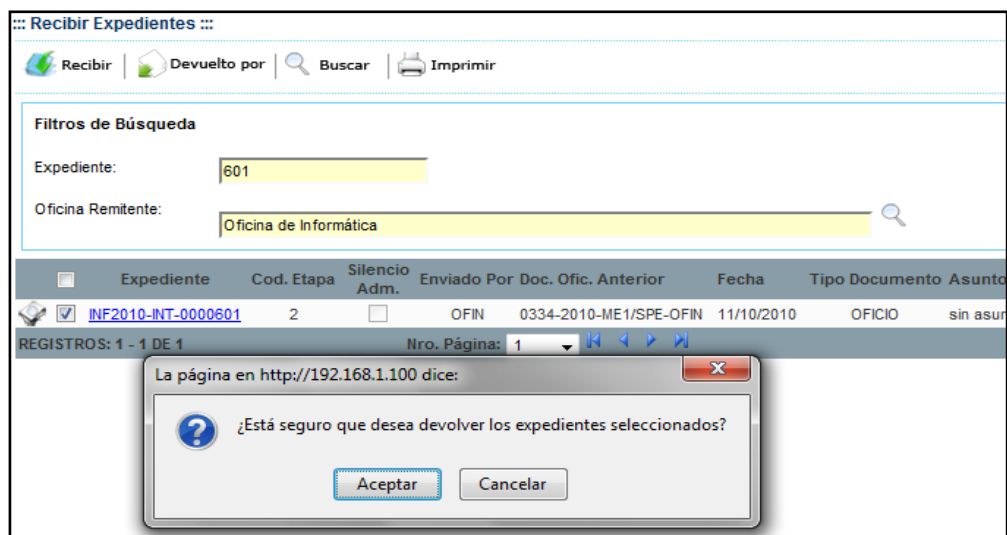 ::: Recibir Expedientes :::
Recibir Devuelto por Buscar Imprimir
Filtros de Búsqueda
Expediente: 601
Oficina Remitente: Oficina de Informática
Expediente Cod. Etapa Silencio Adm. Enviado Por Doc. Ofic. Anterior Fecha Tipo Documento Asunto
INF2010-INT-0000601 2 OFIN 0334-2010-ME1/SPE-OFIN 11/10/2010 OFICIO sin asun
REGISTROS: 1 - 1 DE 1 Nro. Página: 1
La página en http://192.168.1.100 dice:
¿Está seguro que desea devolver los expedientes seleccionados?
Aceptar Cancelar